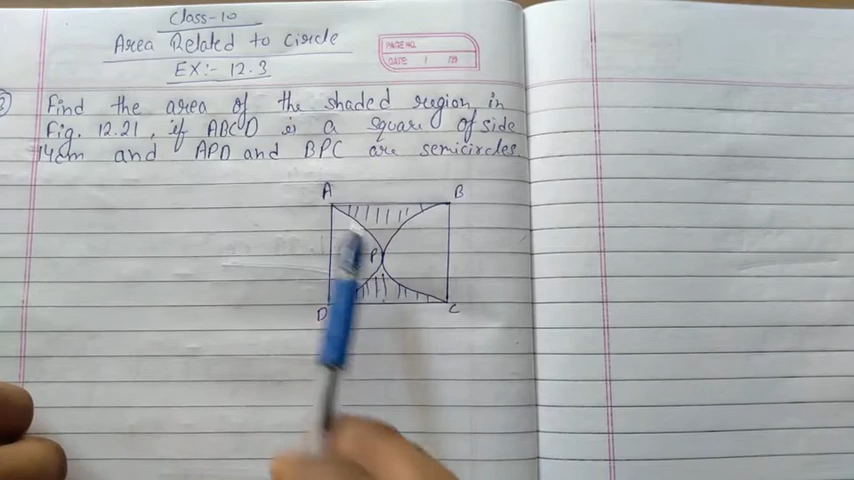 Class-10
Area Related to circle
EX:- 12.3
PAGE NO.
DATE / /
Find the area of the shaded region in
Fig. 12.21, if ABCD is a square of side
14cm and APD and BPC are semicircles.
A B
P
D C